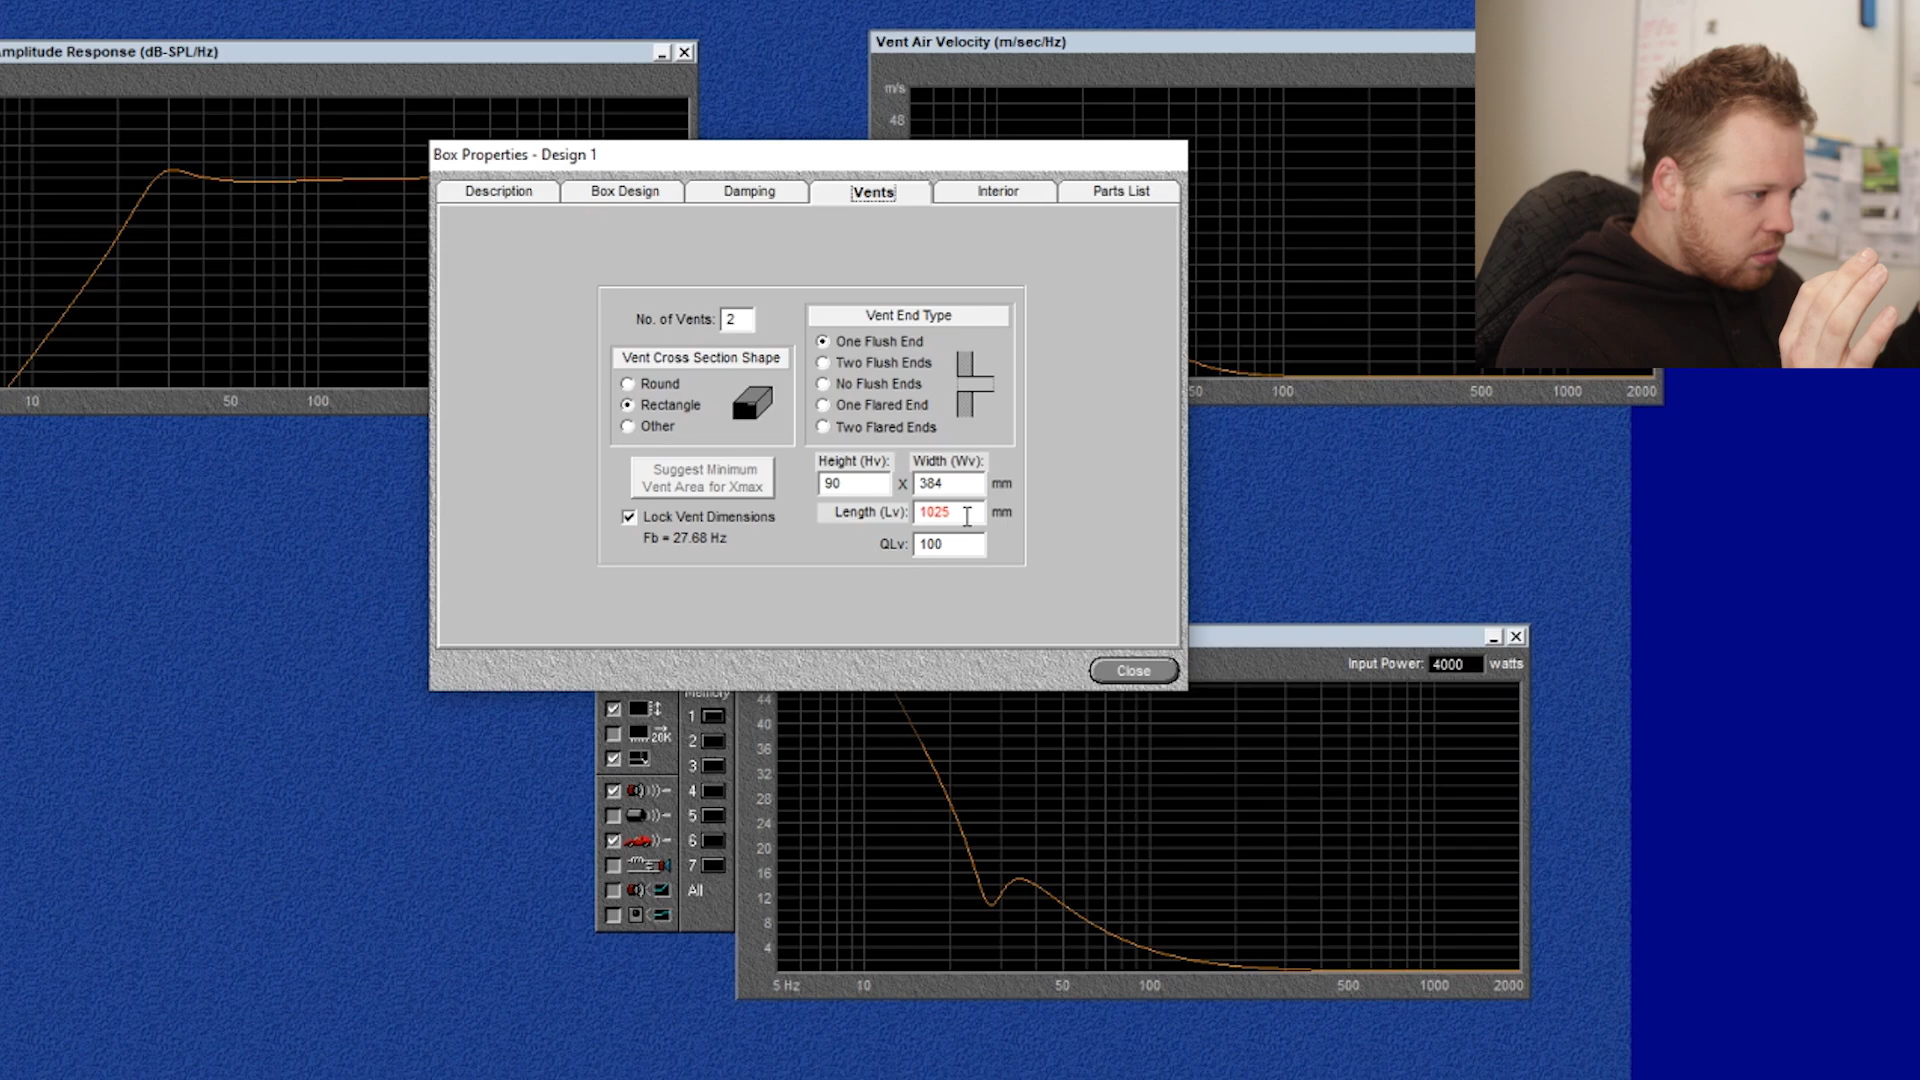 Amplitude Response (dB-SPL/Hz)
10
50
100
Vent Air Velocity (m/sec/Hz)
m/s
48
50
100
500
1000
2000
Box Properties - Design 1
Description
Box Design
Damping
Vents
Interior
Parts List
No. of Vents: 2
Vent Cross Section Shape
Round
Rectangle
Other
Suggest Minimum
Vent Area for Xmax
Lock Vent Dimensions
Fb = 27.68 Hz
Vent End Type
One Flush End
Two Flush Ends
No Flush Ends
One Flared End
Two Flared Ends
Height (Hv): Width (Wv):
90 X 384 mm
Length (Lv): 1025 mm
QLv: 100
Close
Input Power: 4000 watts
Memory
20K
1
2
3
4
5
6
7
All
44
40
36
32
28
24
20
16
12
8
4
5 Hz
10
50
100
500
1000
2000